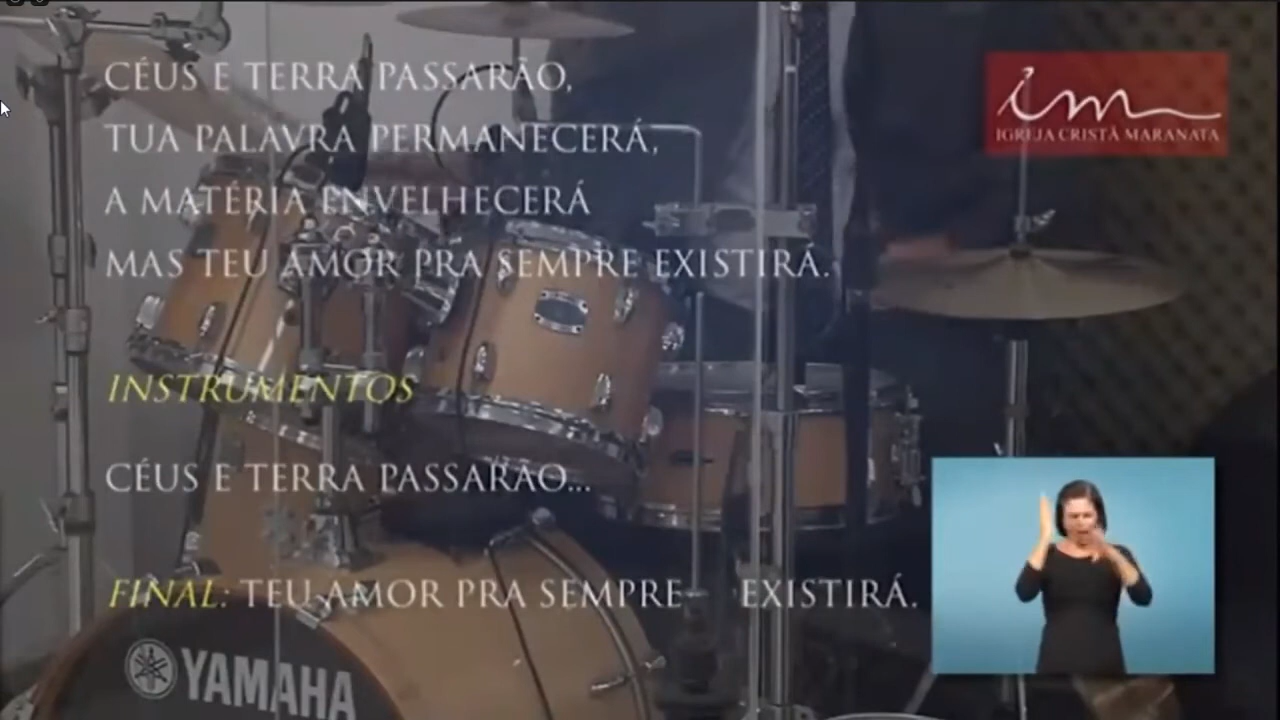 CÉUS E TERRA PASSARÃO,
TUA PALAVRA PERMANECERÁ,
A MATÉRIA ENVELHECERÁ
MAS TEU AMOR PRA SEMPRE EXISTIRÁ.
INSTRUMENTOS
CÉUS E TERRA PASSARÃO...
FINAL: TEU AMOR PRA SEMPRE EXISTIRÁ.
im
IGREJA CRISTÃ MARANATA
YAMAHA